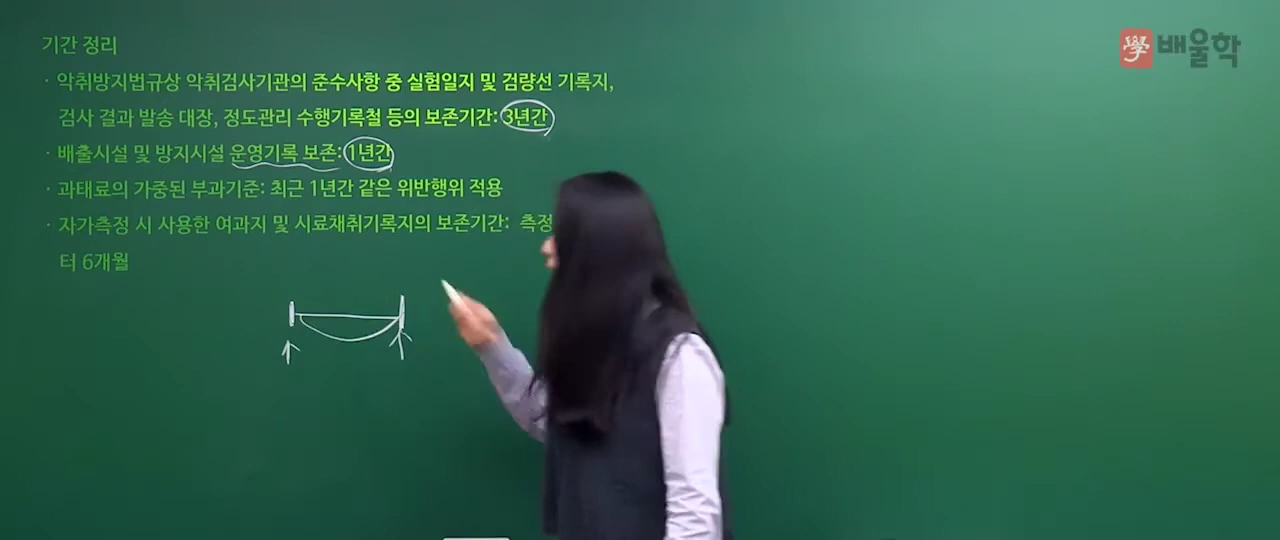 기간 정리
· 악취방지법규상 악취검사기관의 준수사항 중 실험일지 및 검량선 기록지,
검사 결과 발송 대장, 정도관리 수행기록철 등의 보존기간: 3년간
· 배출시설 및 방지시설 운영기록 보존: 1년간
· 과태료의 가중된 부과기준: 최근 1년간 같은 위반행위 적용
· 자가측정 시 사용한 여과지 및 시료채취기록지의 보존기간: 측정
터 6개월
學 배울학